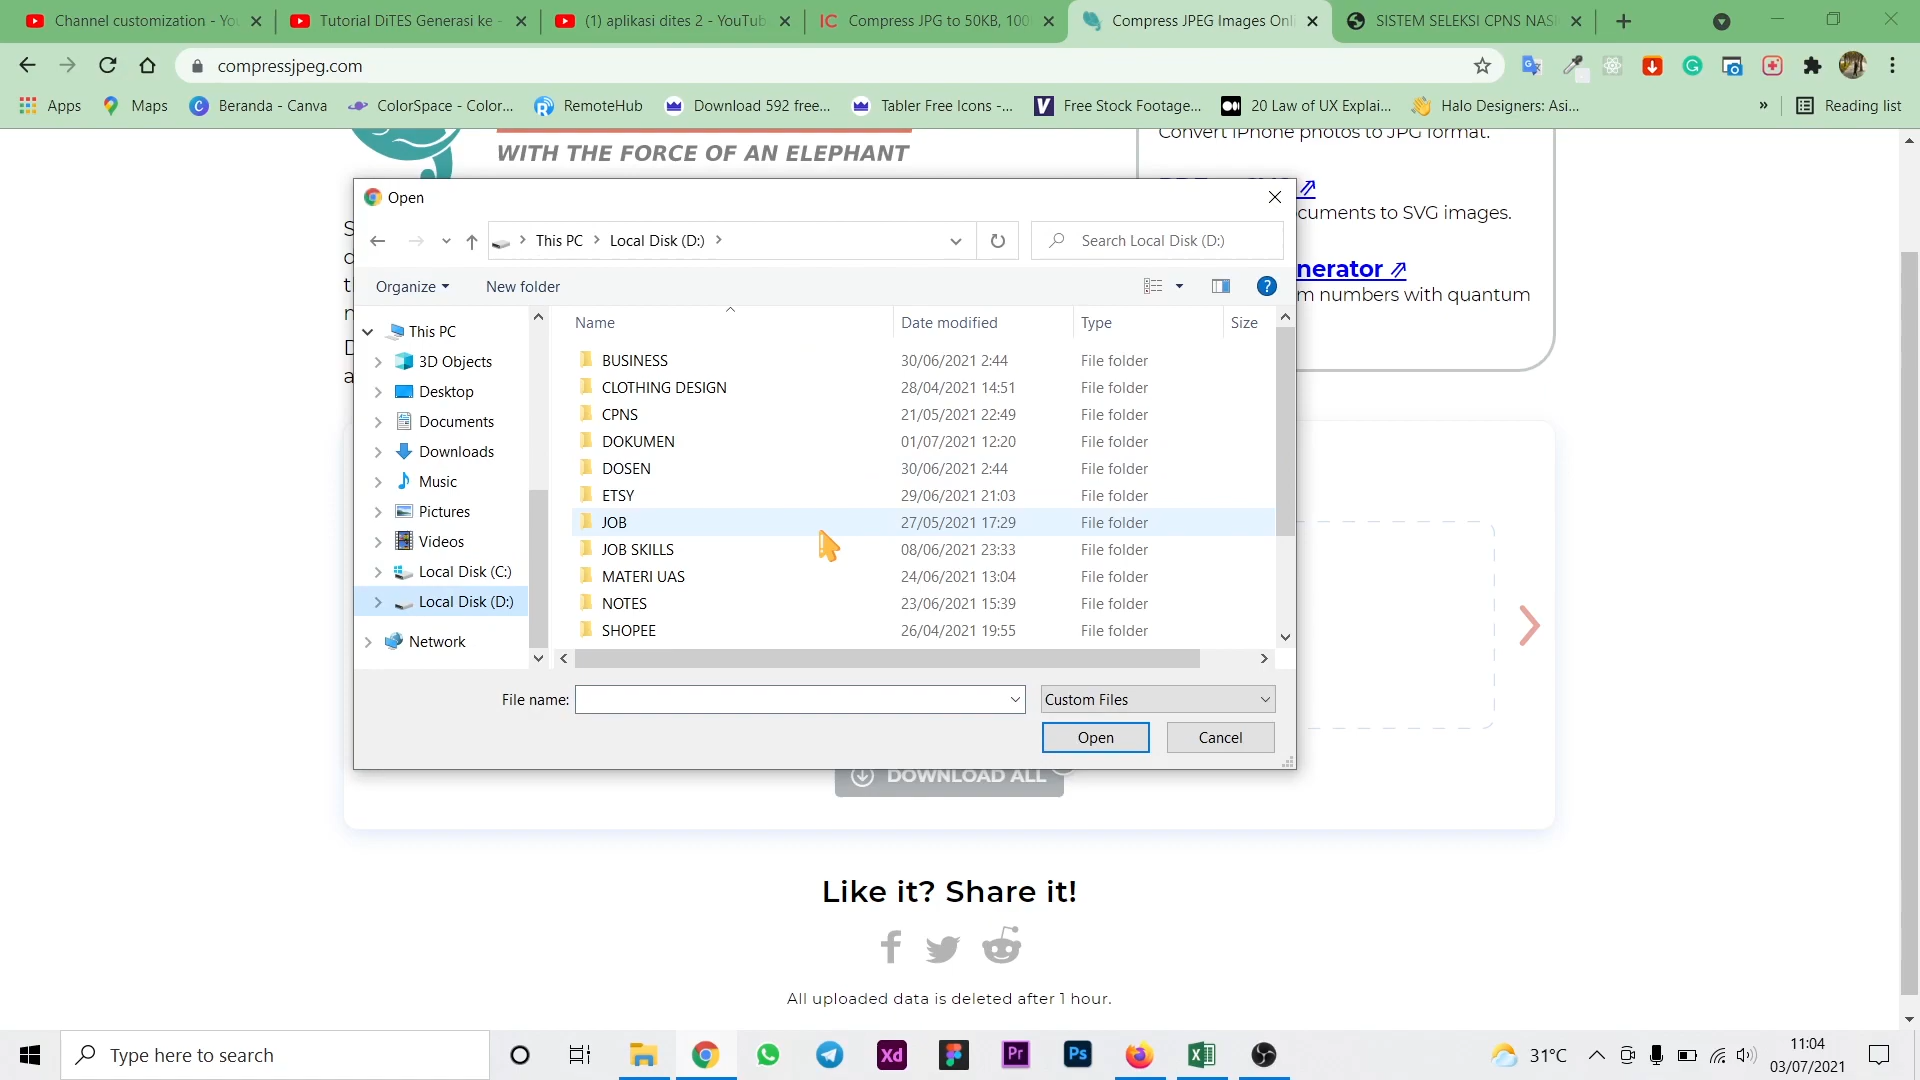 Channel customization - You
Tutorial DiTES Generasi ke -
(1) aplikasi dites 2 - YouTub
Compress JPG to 50KB, 100
Compress JPEG Images Onli
SISTEM SELEKSI CPNS NASI
compressjpeg.com
Apps
Maps
Beranda - Canva
ColorSpace - Color...
RemoteHub
Download 592 free...
Tabler Free Icons -...
Free Stock Footage...
20 Law of UX Explai...
Halo Designers: Asi...
»
Reading list
WITH THE FORCE OF AN ELEPHANT
Convert iPhone photos to JPG format.
cuments to SVG images.
nerator
m numbers with quantum
Open
This PC > Local Disk (D:) >
Search Local Disk (D:)
Organize
New folder
Name
Date modified
Type
Size
This PC
3D Objects
Desktop
Documents
Downloads
Music
Pictures
Videos
Local Disk (C:)
Local Disk (D:)
Network
BUSINESS 30/06/2021 2:44 File folder
CLOTHING DESIGN 28/04/2021 14:51 File folder
CPNS 21/05/2021 22:49 File folder
DOKUMEN 01/07/2021 12:20 File folder
DOSEN 30/06/2021 2:44 File folder
ETSY 29/06/2021 21:03 File folder
JOB 27/05/2021 17:29 File folder
JOB SKILLS 08/06/2021 23:33 File folder
MATERI UAS 24/06/2021 13:04 File folder
NOTES 23/06/2021 15:39 File folder
SHOPEE 26/04/2021 19:55 File folder
File name:
Custom Files
Open
Cancel
DOWNLOAD ALL
Like it? Share it!
All uploaded data is deleted after 1 hour.
Type here to search
31°C
11:04
03/07/2021